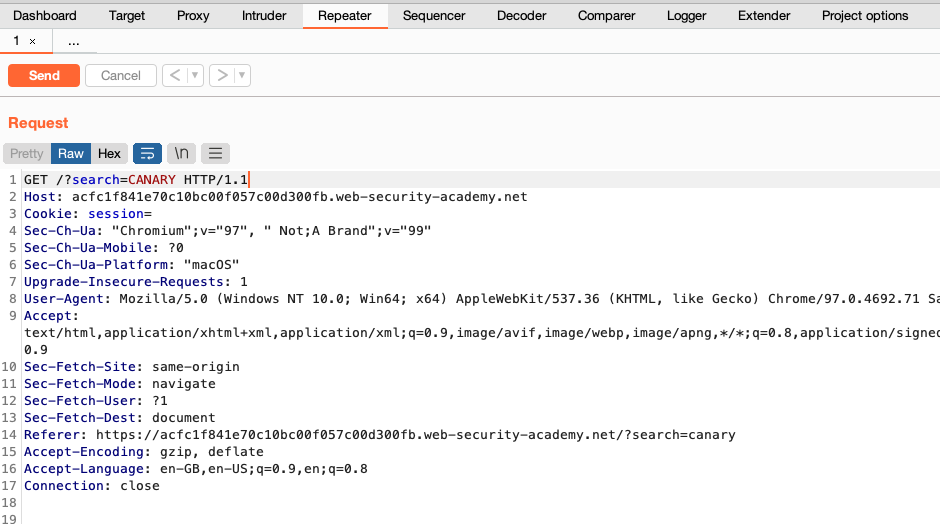 Dashboard Target Proxy Intruder Repeater Sequencer Decoder Comparer Logger Extender Project options
1 × ...
Send Cancel < ▼ > ▼
Request
Pretty Raw Hex \n
1 GET /?search=CANARY HTTP/1.1
2 Host: acfc1f841e70c10bc00f057c00d300fb.web-security-academy.net
3 Cookie: session=
4 Sec-Ch-Ua: "Chromium";v="97", " Not;A Brand";v="99"
5 Sec-Ch-Ua-Mobile: ?0
6 Sec-Ch-Ua-Platform: "macOS"
7 Upgrade-Insecure-Requests: 1
8 User-Agent: Mozilla/5.0 (Windows NT 10.0; Win64; x64) AppleWebKit/537.36 (KHTML, like Gecko) Chrome/97.0.4692.71 Sa
9 Accept:
text/html,application/xhtml+xml,application/xml;q=0.9,image/avif,image/webp,image/apng,*/*;q=0.8,application/signed
0.9
10 Sec-Fetch-Site: same-origin
11 Sec-Fetch-Mode: navigate
12 Sec-Fetch-User: ?1
13 Sec-Fetch-Dest: document
14 Referer: https://acfc1f841e70c10bc00f057c00d300fb.web-security-academy.net/?search=canary
15 Accept-Encoding: gzip, deflate
16 Accept-Language: en-GB,en-US;q=0.9,en;q=0.8
17 Connection: close
18
19